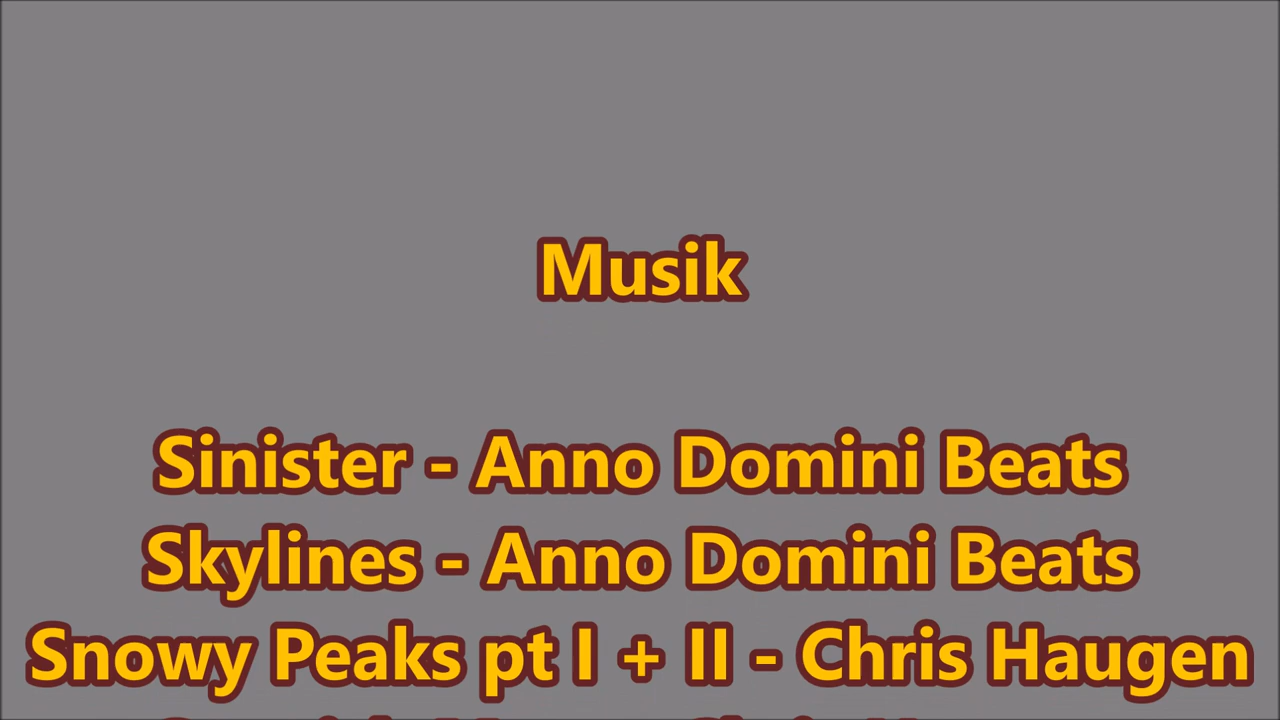 Musik
Sinister - Anno Domini Beats
Skylines - Anno Domini Beats
Snowy Peaks pt I + II - Chris Haugen